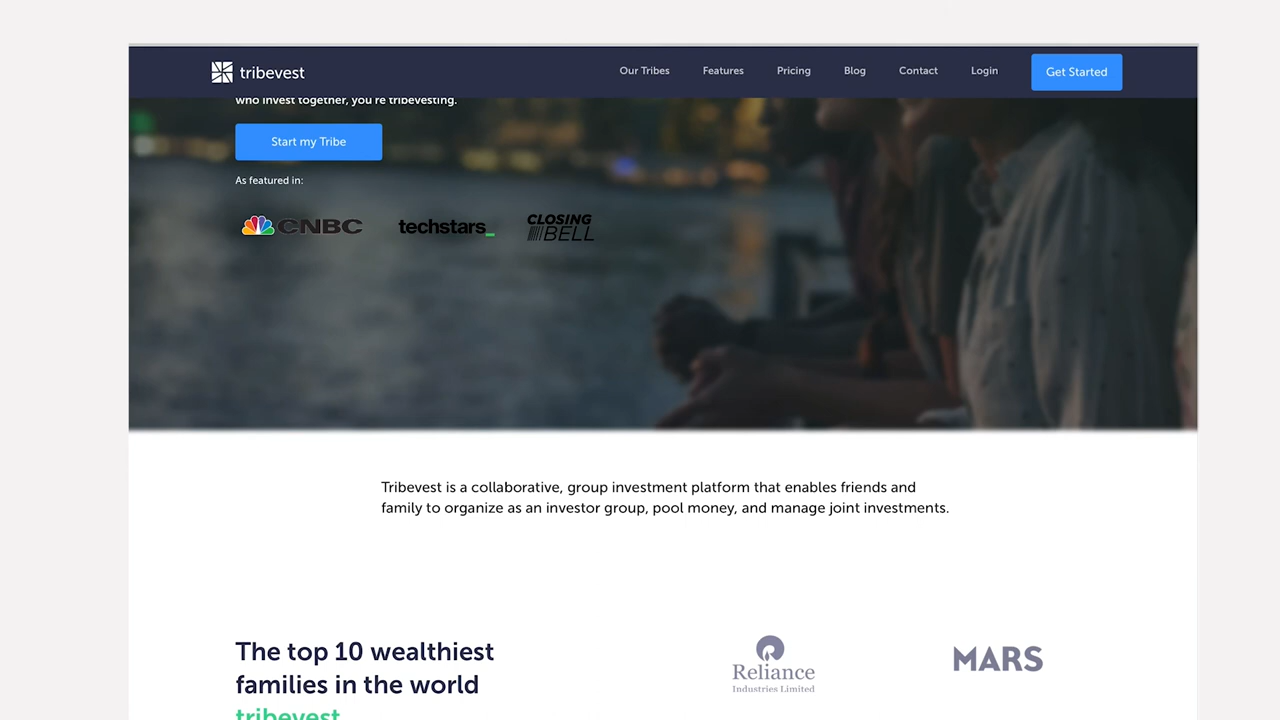 tribevest
Our Tribes Features Pricing Blog Contact Login Get Started
who invest together, you're tribevesting.
Start my Tribe
As featured in:
CNBC techstars_ CLOSING
BELL
Tribevest is a collaborative, group investment platform that enables friends and
family to organize as an investor group, pool money, and manage joint investments.
The top 10 wealthiest
families in the world
tribevest
Reliance
Industries Limited
MARS